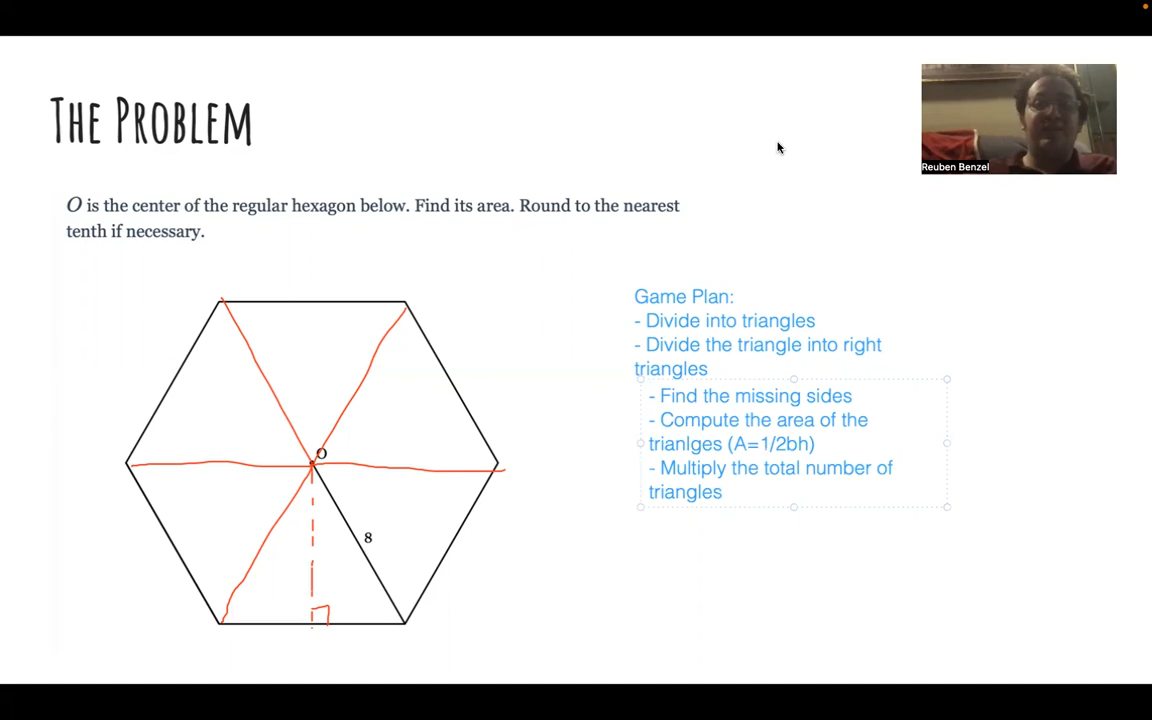 THE PROBLEM
Reuben Benzel
O is the center of the regular hexagon below. Find its area. Round to the nearest
tenth if necessary.
Game Plan:
- Divide into triangles
- Divide the triangle into right
triangles
- Find the missing sides
- Compute the area of the
trianlges (A=1/2bh)
- Multiply the total number of
triangles
O
8